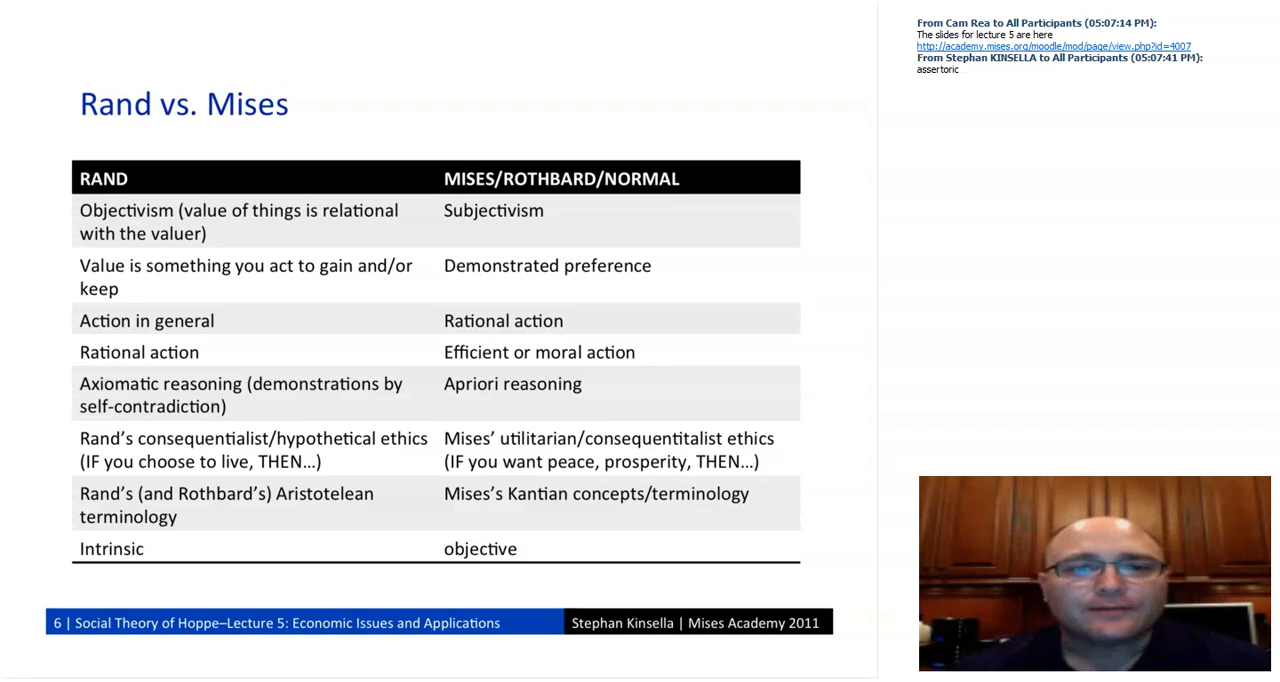 Rand vs. Mises
RAND
MISES/ROTHBARD/NORMAL
Objectivism (value of things is relational
with the valuer)
Subjectivism
Value is something you act to gain and/or
keep
Demonstrated preference
Action in general
Rational action
Rational action
Efficient or moral action
Axiomatic reasoning (demonstrations by
self-contradiction)
Apriori reasoning
Rand's consequentialist/hypothetical ethics
(IF you choose to live, THEN...)
Mises' utilitarian/consequentitalist ethics
(IF you want peace, prosperity, THEN...)
Rand's (and Rothbard's) Aristotelean
terminology
Mises's Kantian concepts/terminology
Intrinsic
objective
6 | Social Theory of Hoppe–Lecture 5: Economic Issues and Applications
Stephan Kinsella | Mises Academy 2011
From Cam Rea to All Participants (05:07:14 PM):
The slides for lecture 5 are here
http://academy.mises.org/moodle/mod/page/view.php?id=4007
From Stephan KINSELLA to All Participants (05:07:41 PM):
assertoric